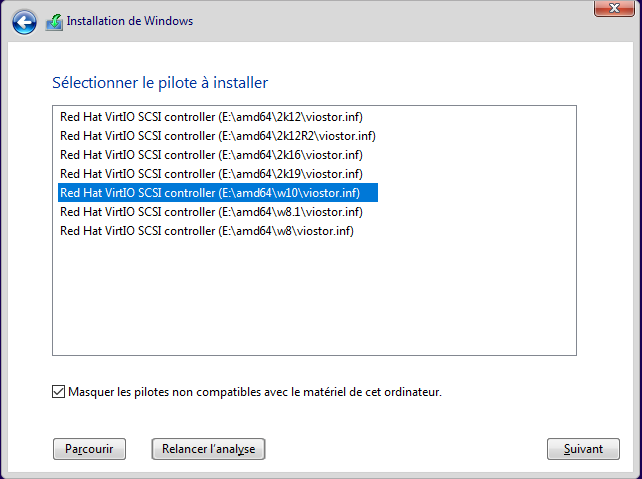 Installation de Windows
Sélectionner le pilote à installer
Red Hat VirtIO SCSI controller (E:\amd64\2k12\viostor.inf)
Red Hat VirtIO SCSI controller (E:\amd64\2k12R2\viostor.inf)
Red Hat VirtIO SCSI controller (E:\amd64\2k16\viostor.inf)
Red Hat VirtIO SCSI controller (E:\amd64\2k19\viostor.inf)
Red Hat VirtIO SCSI controller (E:\amd64\w10\viostor.inf)
Red Hat VirtIO SCSI controller (E:\amd64\w8.1\viostor.inf)
Red Hat VirtIO SCSI controller (E:\amd64\w8\viostor.inf)
Masquer les pilotes non compatibles avec le matériel de cet ordinateur.
Parcourir
Relancer l'analyse
Suivant